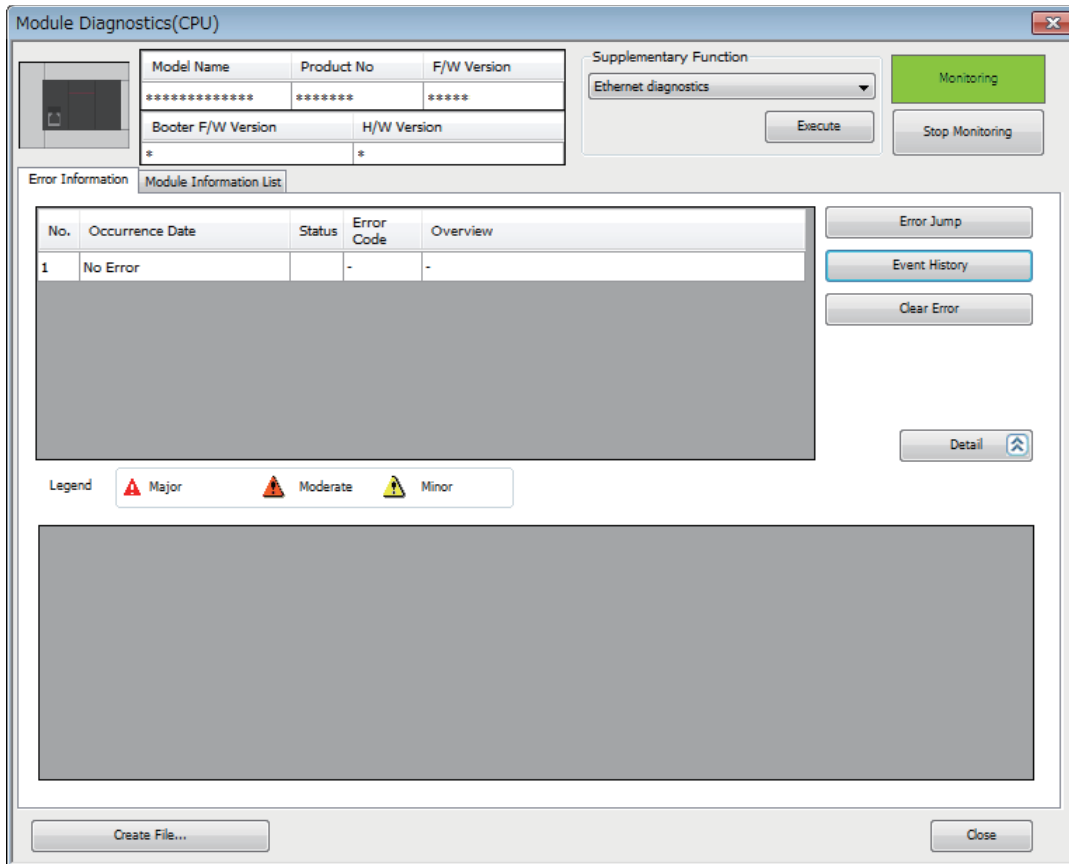 Module Diagnostics(CPU)
Model Name Product No F/W Version
************* ******* *****
Booter F/W Version H/W Version
* *
Supplementary Function
Ethernet diagnostics
Execute
Monitoring
Stop Monitoring
Error Information Module Information List
No. Occurrence Date Status Error Code Overview
1 No Error - -
Error Jump
Event History
Clear Error
Detail
Legend Major Moderate Minor
Create File... Close